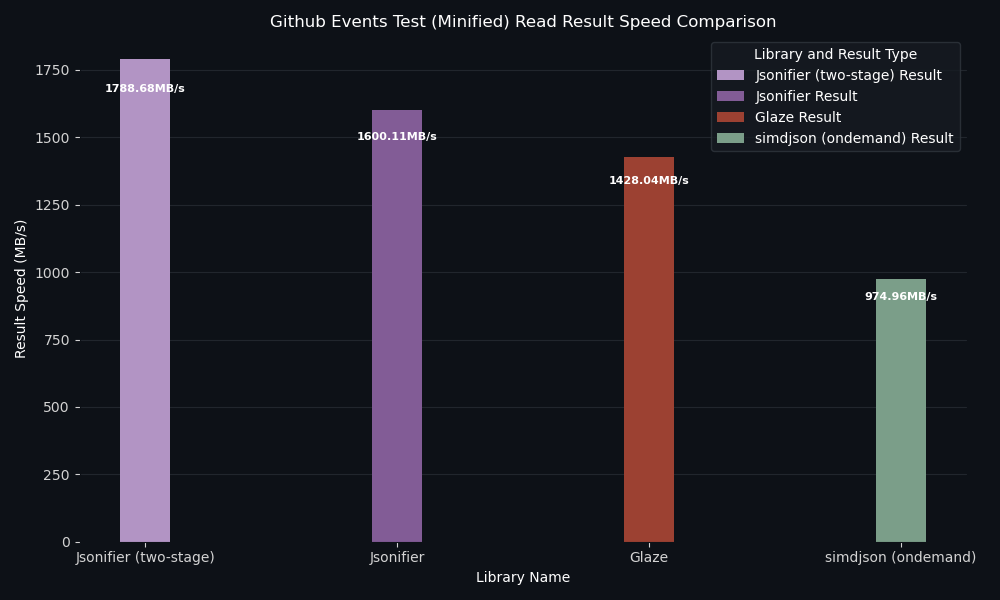 Github Events Test (Minified) Read Result Speed Comparison
Library and Result Type
Jsonifier (two-stage) Result
Jsonifier Result
Glaze Result
simdjson (ondemand) Result
Result Speed (MB/s)
1750
1500
1250
1000
750
500
250
0
1788.68MB/s
1600.11MB/s
1428.04MB/s
974.96MB/s
Jsonifier (two-stage)
Jsonifier
Glaze
simdjson (ondemand)
Library Name